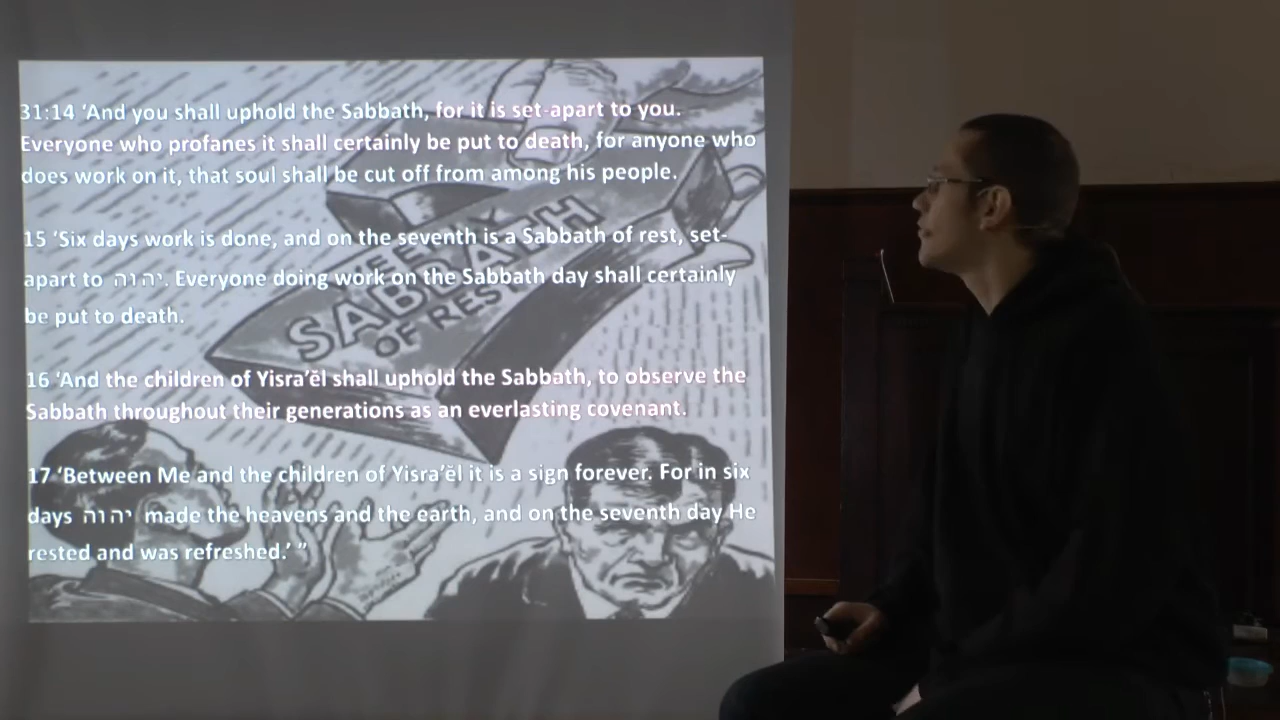 31:14 ‘And you shall uphold the Sabbath, for it is set-apart to you.
Everyone who profanes it shall certainly be put to death, for anyone who
does work on it, that soul shall be cut off from among his people.
15 ‘Six days work is done, and on the seventh is a Sabbath of rest, set-
apart to יהוה. Everyone doing work on the Sabbath day shall certainly
be put to death.
16 ‘And the children of Yisra’ĕl shall uphold the Sabbath, to observe the
Sabbath throughout their generations as an everlasting covenant.
17 ‘Between Me and the children of Yisra’ĕl it is a sign forever. For in six
days יהוה made the heavens and the earth, and on the seventh day He
rested and was refreshed.’ ”
SABBATH
OF REST